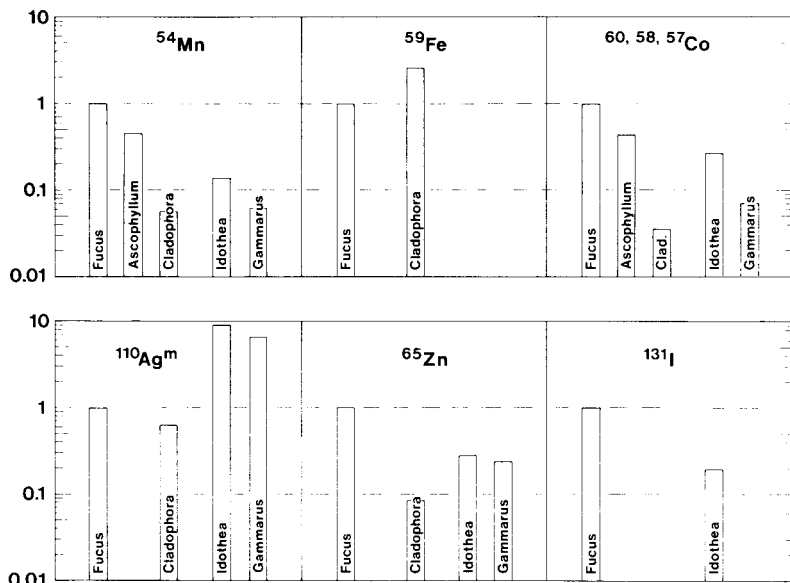 10
1
0.1
0.01
54Mn
Fucus
Ascophyllum
Cladophora
Idothea
Gammarus
59Fe
Fucus
Cladophora
60, 58, 57Co
Fucus
Ascophyllum
Clad.
Idothea
Gammarus
10
1
0.1
0.01
110Agm
Fucus
Cladophora
Idothea
Gammarus
65Zn
Fucus
Cladophora
Idothea
Gammarus
131I
Fucus
Idothea